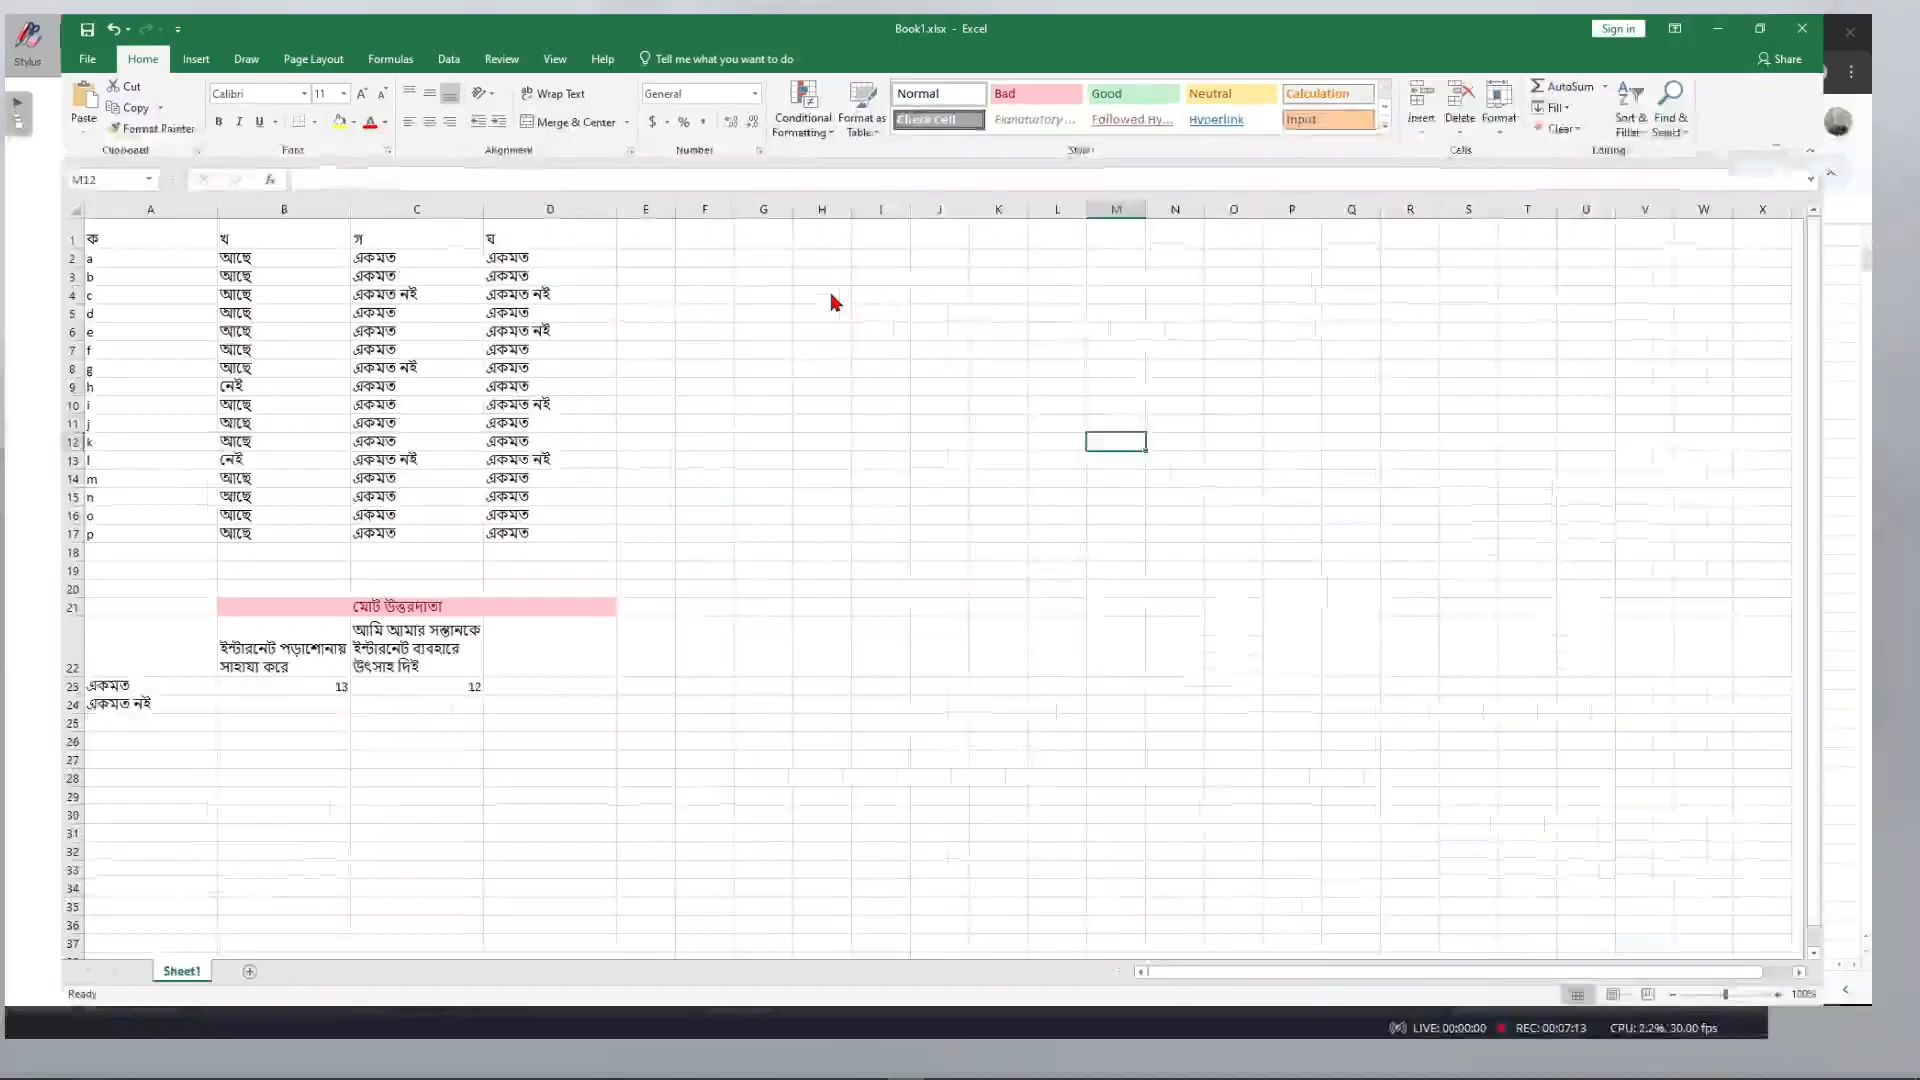 Book1.xlsx - Excel
Sign in
Stylus
File Home Insert Draw Page Layout Formulas Data Review View Help Tell me what you want to do Share
Cut
Copy
Format Painter
Paste
Clipboard
Calibri 11
B I U
Font
Wrap Text
Merge & Center
Alignment
General
$ % ,
Number
Conditional Formatting
Format as Table
Normal Bad Good Neutral Calculation
Check Cell Explanatory ... Followed Hy... Hyperlink Input
Styles
Insert Delete Format
Cells
AutoSum
Fill
Clear
Sort & Filter
Find & Select
Editing
M12 fx
A B C D E F G H I J K L M N O P Q R S T U V W X
1 ক খ গ ঘ
2 a আছে একমত একমত
3 b আছে একমত একমত
4 c আছে একমত নই একমত নই
5 d আছে একমত একমত
6 e আছে একমত একমত নই
7 f আছে একমত একমত
8 g আছে একমত নই একমত
9 h নেই একমত একমত
10 i আছে একমত একমত নই
11 j আছে একমত একমত
12 k আছে একমত একমত
13 l নেই একমত নই একমত নই
14 m আছে একমত একমত
15 n আছে একমত একমত
16 o আছে একমত একমত
17 p আছে একমত একমত
18
19
20
21 মোট উত্তরদাতা
আমি আমার সন্তানকে
ইন্টারনেট পড়াশোনায় ইন্টারনেট ব্যবহারে
22 সাহায্য করে উৎসাহ দিই
23 একমত 13 12
24 একমত নই
25
26
27
28
29
30
31
32
33
34
35
36
37
Sheet1
Ready
100%
LIVE: 00:00:00 REC: 00:07:13 CPU: 2.2%, 30.00 fps